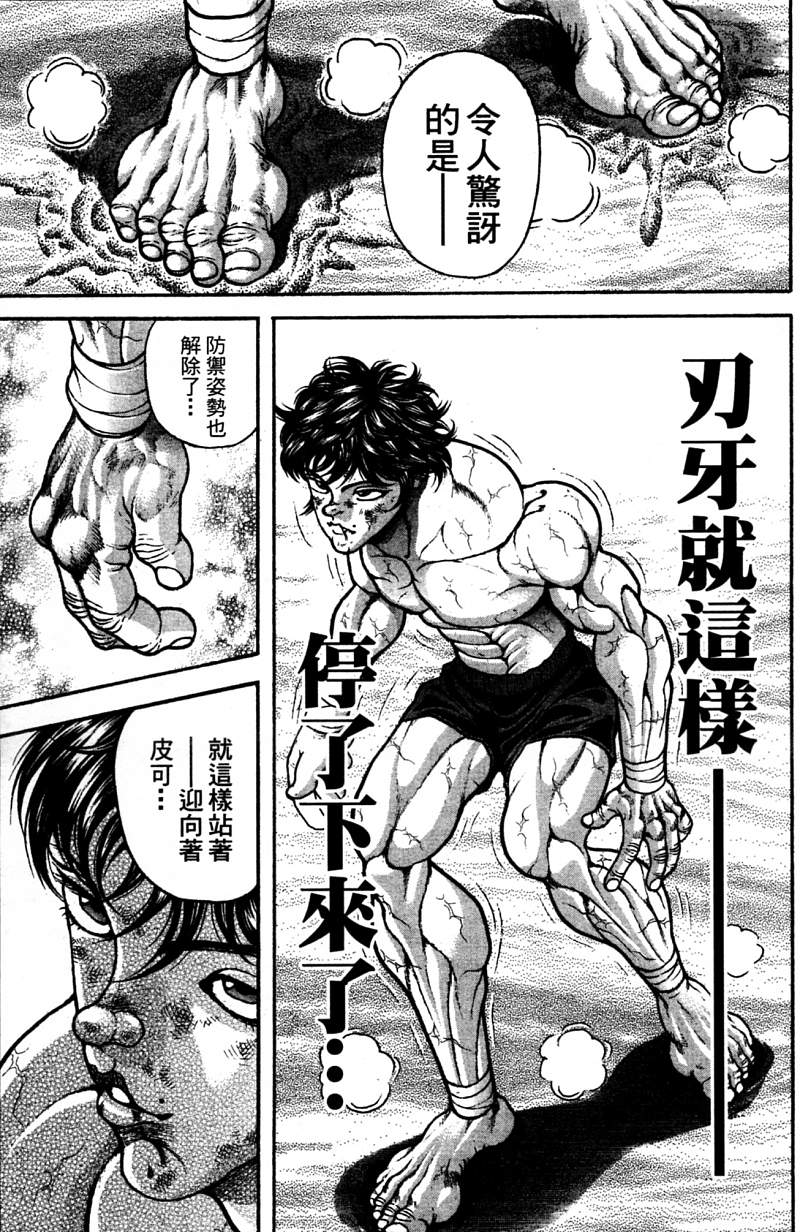 令人驚訝
的是——
刃牙就這樣——
停了下來了…
防禦姿勢也
解除了…
就這樣站著
——迎向著
皮可…